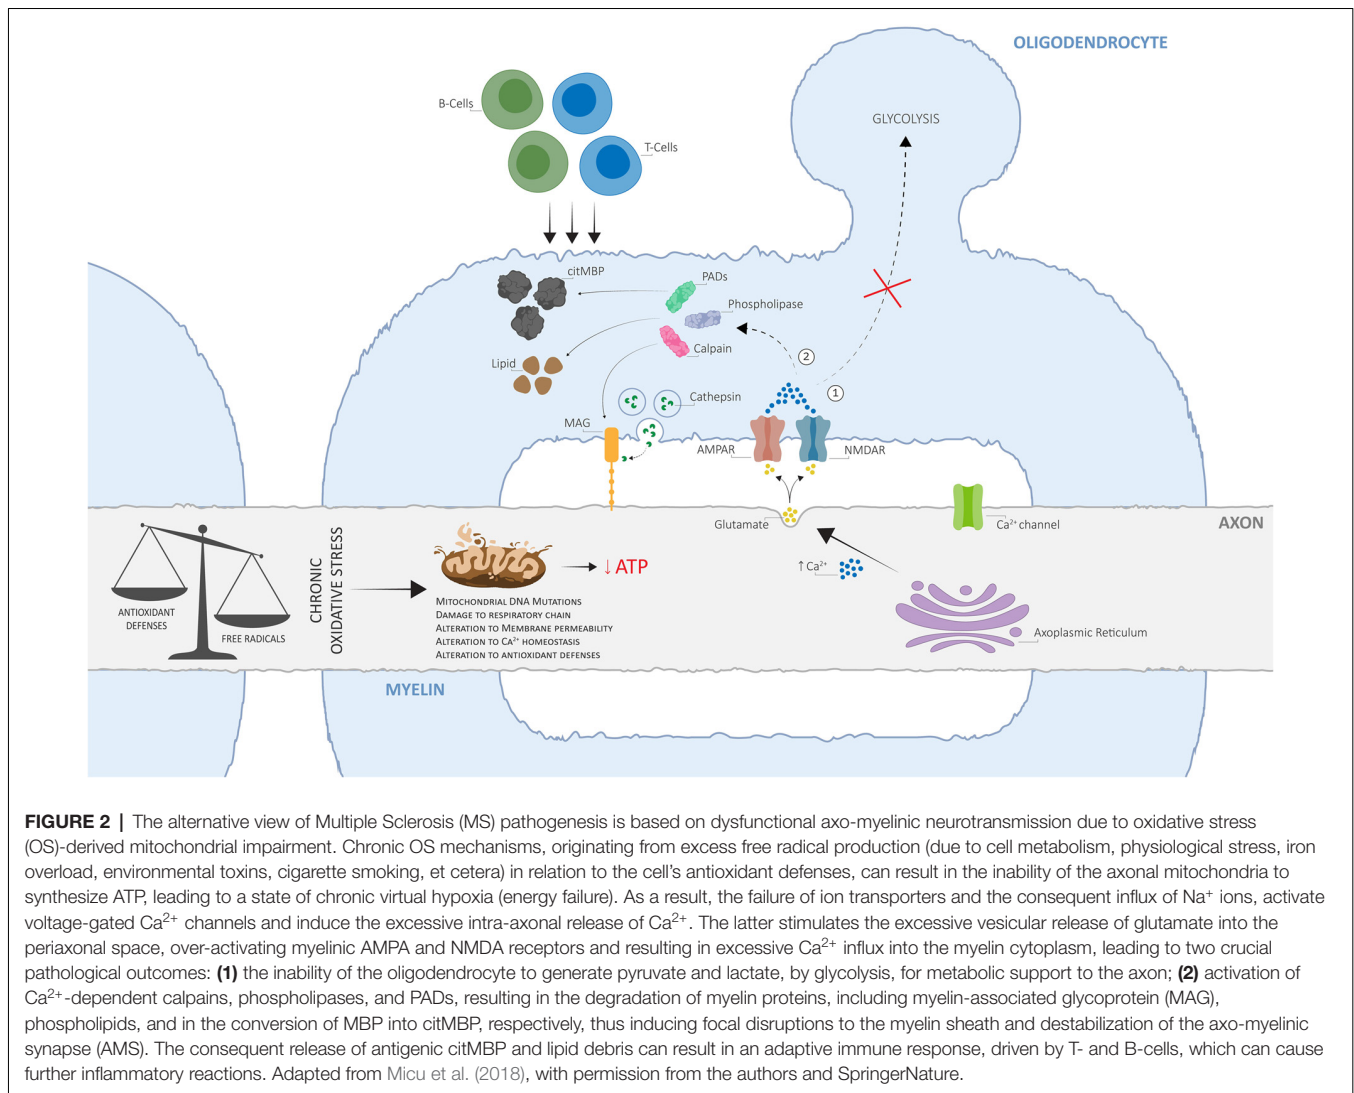 OLIGODENDROCYTE
B-Cells
T-Cells
GLYCOLYSIS
citMBP
PADs
Phospholipase
Calpain
Lipid
2
1
Cathepsin
MAG
AMPAR
NMDAR
Glutamate
Ca²⁺ channel
AXON
↑ Ca²⁺
ANTIOXIDANT
DEFENSES
FREE RADICALS
CHRONIC
OXIDATIVE STRESS
↓ ATP
MITOCHONDRIAL DNA MUTATIONS
DAMAGE TO RESPIRATORY CHAIN
ALTERATION TO MEMBRANE PERMEABILITY
ALTERATION TO CA²⁺ HOMEOSTASIS
ALTERATION TO ANTIOXIDANT DEFENSES
Axoplasmic Reticulum
MYELIN
FIGURE 2 | The alternative view of Multiple Sclerosis (MS) pathogenesis is based on dysfunctional axo-myelinic neurotransmission due to oxidative stress
(OS)-derived mitochondrial impairment. Chronic OS mechanisms, originating from excess free radical production (due to cell metabolism, physiological stress, iron
overload, environmental toxins, cigarette smoking, et cetera) in relation to the cell's antioxidant defenses, can result in the inability of the axonal mitochondria to
synthesize ATP, leading to a state of chronic virtual hypoxia (energy failure). As a result, the failure of ion transporters and the consequent influx of Na⁺ ions, activate
voltage-gated Ca²⁺ channels and induce the excessive intra-axonal release of Ca²⁺. The latter stimulates the excessive vesicular release of glutamate into the
periaxonal space, over-activating myelinic AMPA and NMDA receptors and resulting in excessive Ca²⁺ influx into the myelin cytoplasm, leading to two crucial
pathological outcomes: (1) the inability of the oligodendrocyte to generate pyruvate and lactate, by glycolysis, for metabolic support to the axon; (2) activation of
Ca²⁺-dependent calpains, phospholipases, and PADs, resulting in the degradation of myelin proteins, including myelin-associated glycoprotein (MAG),
phospholipids, and in the conversion of MBP into citMBP, respectively, thus inducing focal disruptions to the myelin sheath and destabilization of the axo-myelinic
synapse (AMS). The consequent release of antigenic citMBP and lipid debris can result in an adaptive immune response, driven by T- and B-cells, which can cause
further inflammatory reactions. Adapted from Micu et al. (2018), with permission from the authors and SpringerNature.